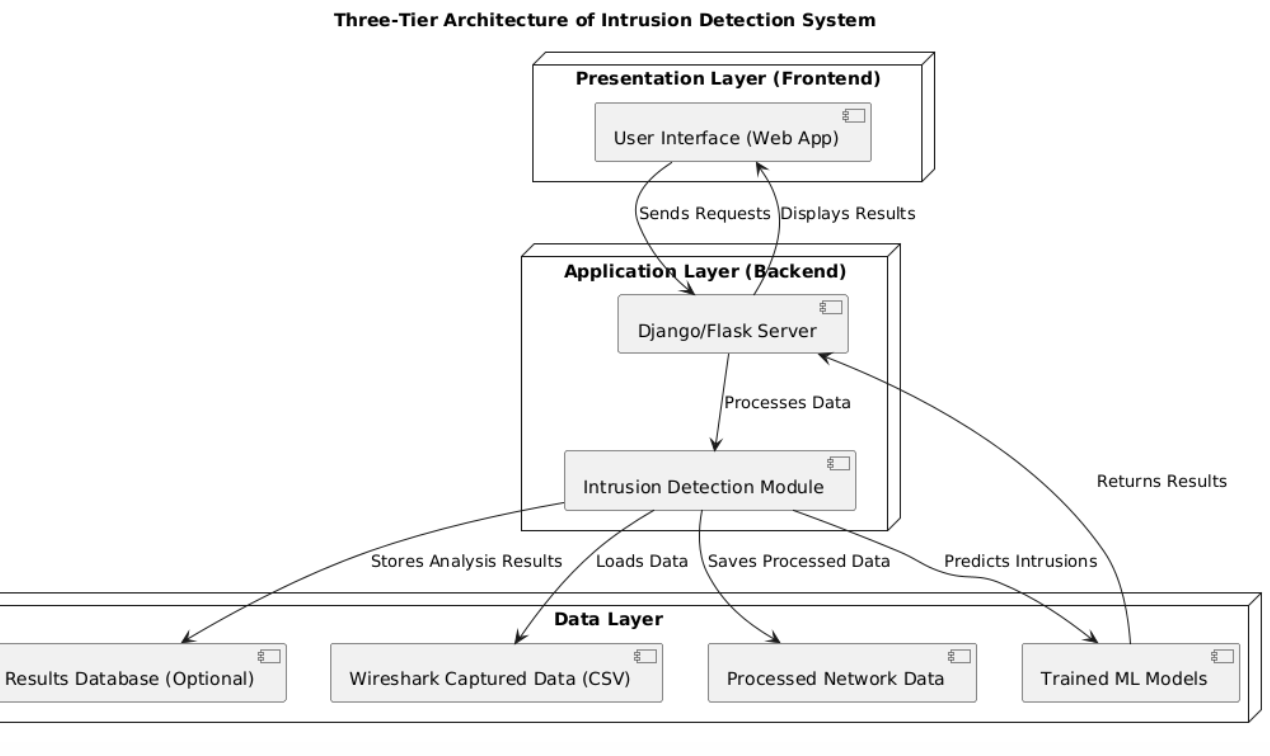 Three-Tier Architecture of Intrusion Detection System
Presentation Layer (Frontend)
User Interface (Web App)
Sends Requests
Displays Results
Application Layer (Backend)
Django/Flask Server
Processes Data
Intrusion Detection Module
Returns Results
Stores Analysis Results
Loads Data
Saves Processed Data
Predicts Intrusions
Data Layer
Results Database (Optional)
Wireshark Captured Data (CSV)
Processed Network Data
Trained ML Models